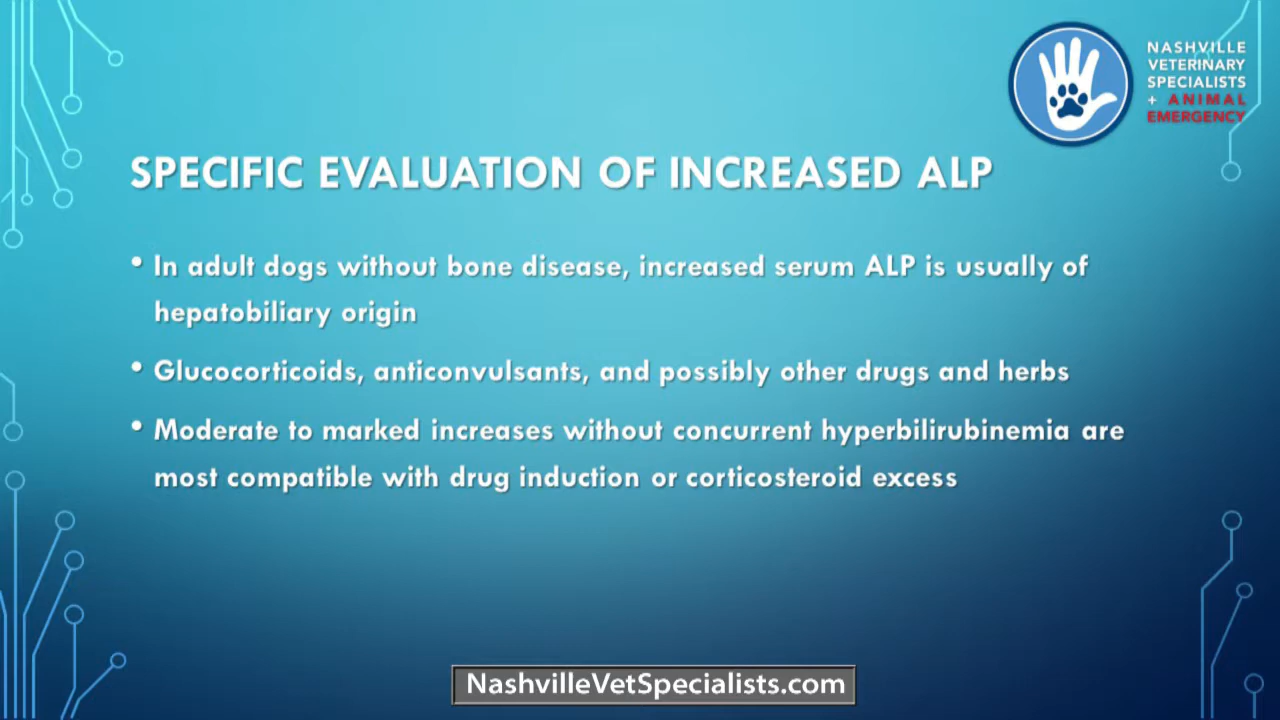 NASHVILLE
VETERINARY
SPECIALISTS
+ ANIMAL
EMERGENCY
SPECIFIC EVALUATION OF INCREASED ALP
• In adult dogs without bone disease, increased serum ALP is usually of
hepatobiliary origin
• Glucocorticoids, anticonvulsants, and possibly other drugs and herbs
• Moderate to marked increases without concurrent hyperbilirubinemia are
most compatible with drug induction or corticosteroid excess
NashvilleVetSpecialists.com